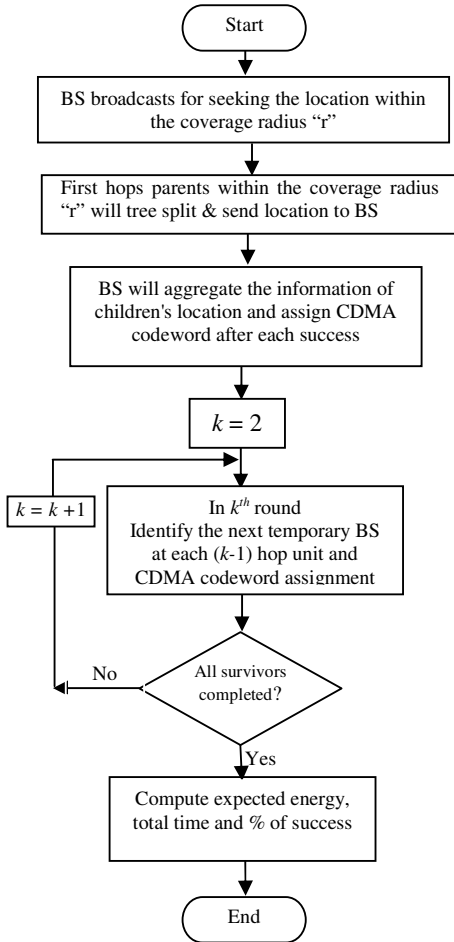 Start
BS broadcasts for seeking the location within
the coverage radius “r”
First hops parents within the coverage radius
“r” will tree split & send location to BS
BS will aggregate the information of
children's location and assign CDMA
codeword after each success
k = 2
k = k +1
In kth round
Identify the next temporary BS
at each (k-1) hop unit and
CDMA codeword assignment
All survivors
completed?
No
Yes
Compute expected energy,
total time and % of success
End